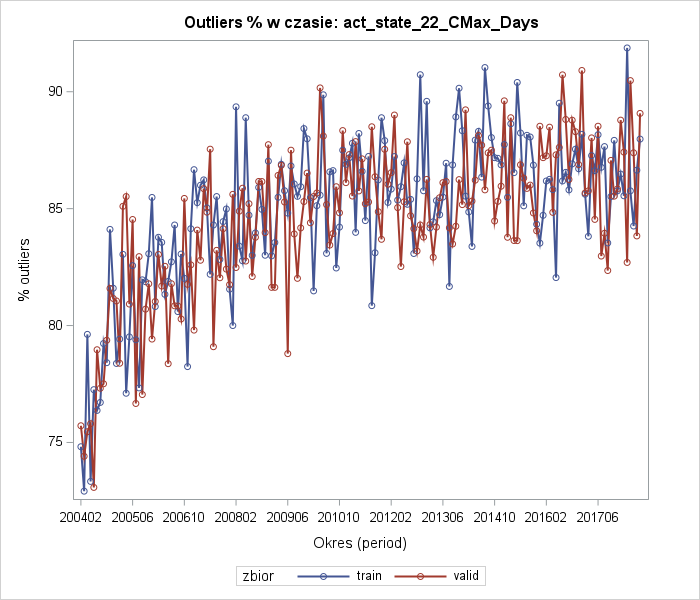 Outliers % w czasie: act_state_22_CMax_Days
% outliers
90
85
80
75
200402 200506 200610 200802 200906 201010 201202 201306 201410 201602 201706
Okres (period)
zbior train valid